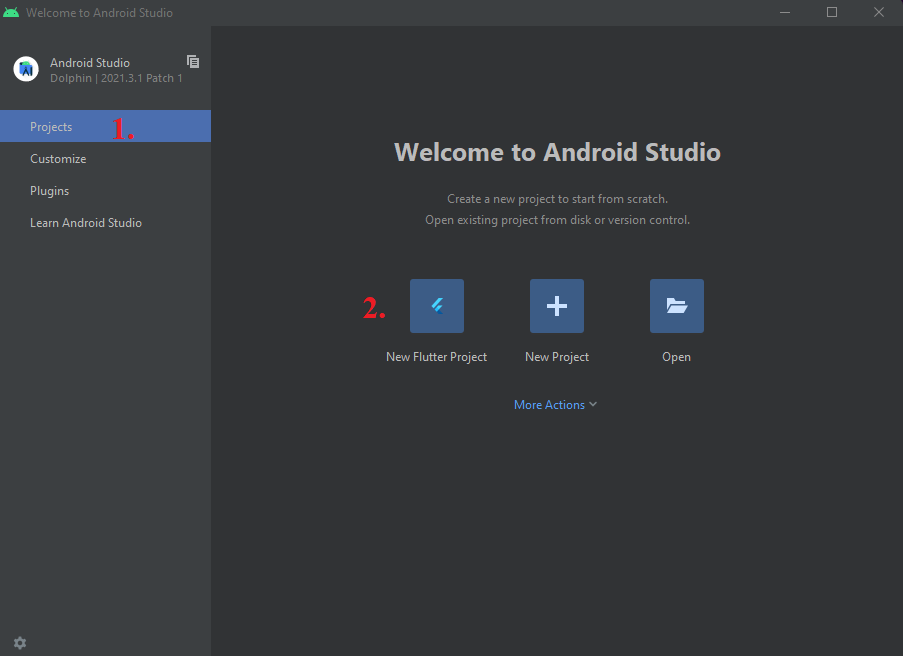 Welcome to Android Studio
Android Studio
Dolphin | 2021.3.1 Patch 1
Projects 1.
Customize
Plugins
Learn Android Studio
Welcome to Android Studio
Create a new project to start from scratch.
Open existing project from disk or version control.
2.
New Flutter Project
New Project
Open
More Actions